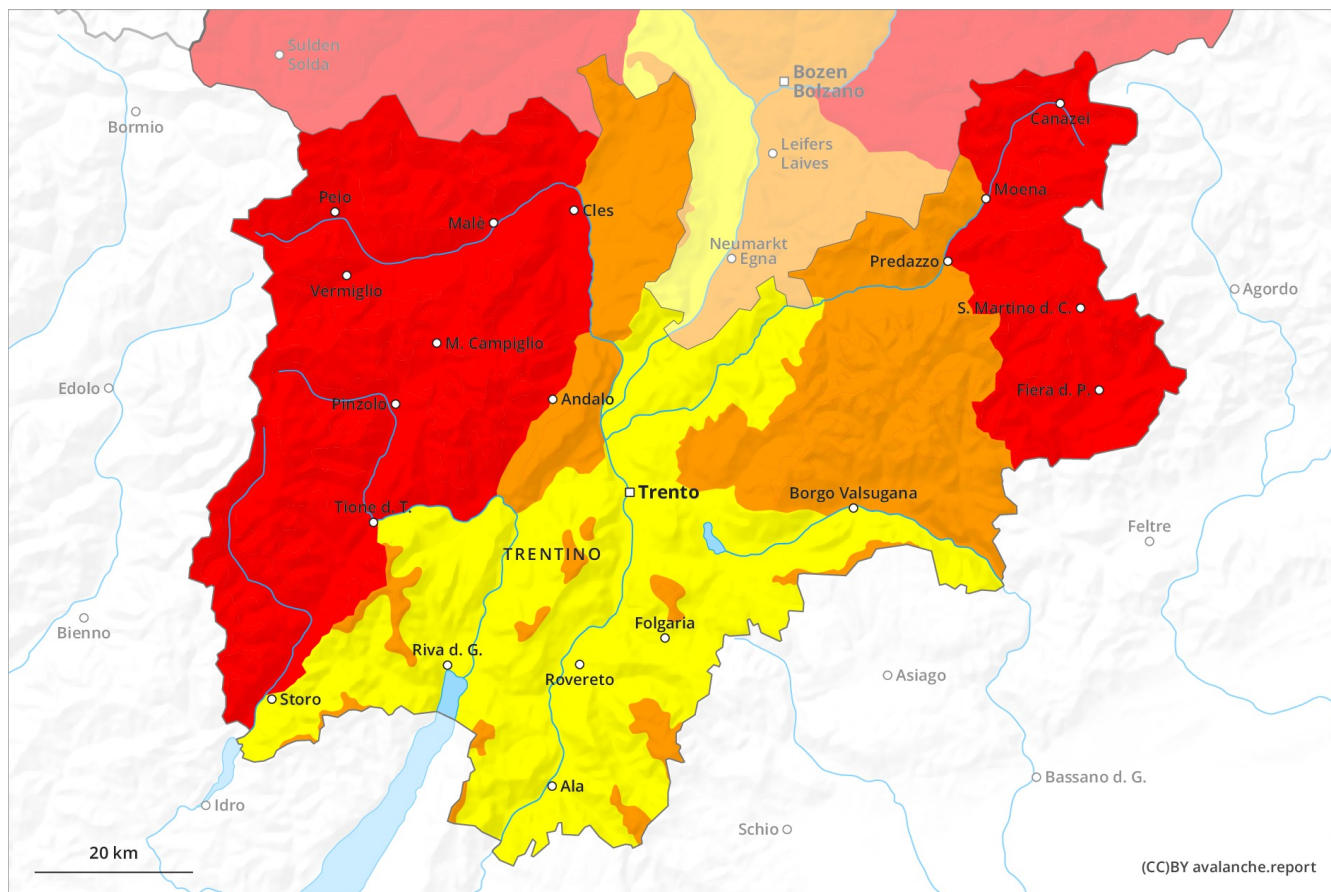 Sulden
Solda
Bozen
Bolzano
Bormio
Canazei
Leifers
Laives
Moena
Pejo
Cles
Malè
Neumarkt
Egna
Predazzo
Vermiglio
Agordo
S. Martino d. C.
M. Campiglio
Edolo
Fiera d. P.
Andalo
Pinzolo
Trento
Borgo Valsugana
Tione d. T.
Feltre
TRENTINO
Bienno
Folgaria
Riva d. G.
Asiago
Rovereto
Storo
Bassano d. G.
Ala
Idro
Schio
20 km
(CC)BY avalanche.report